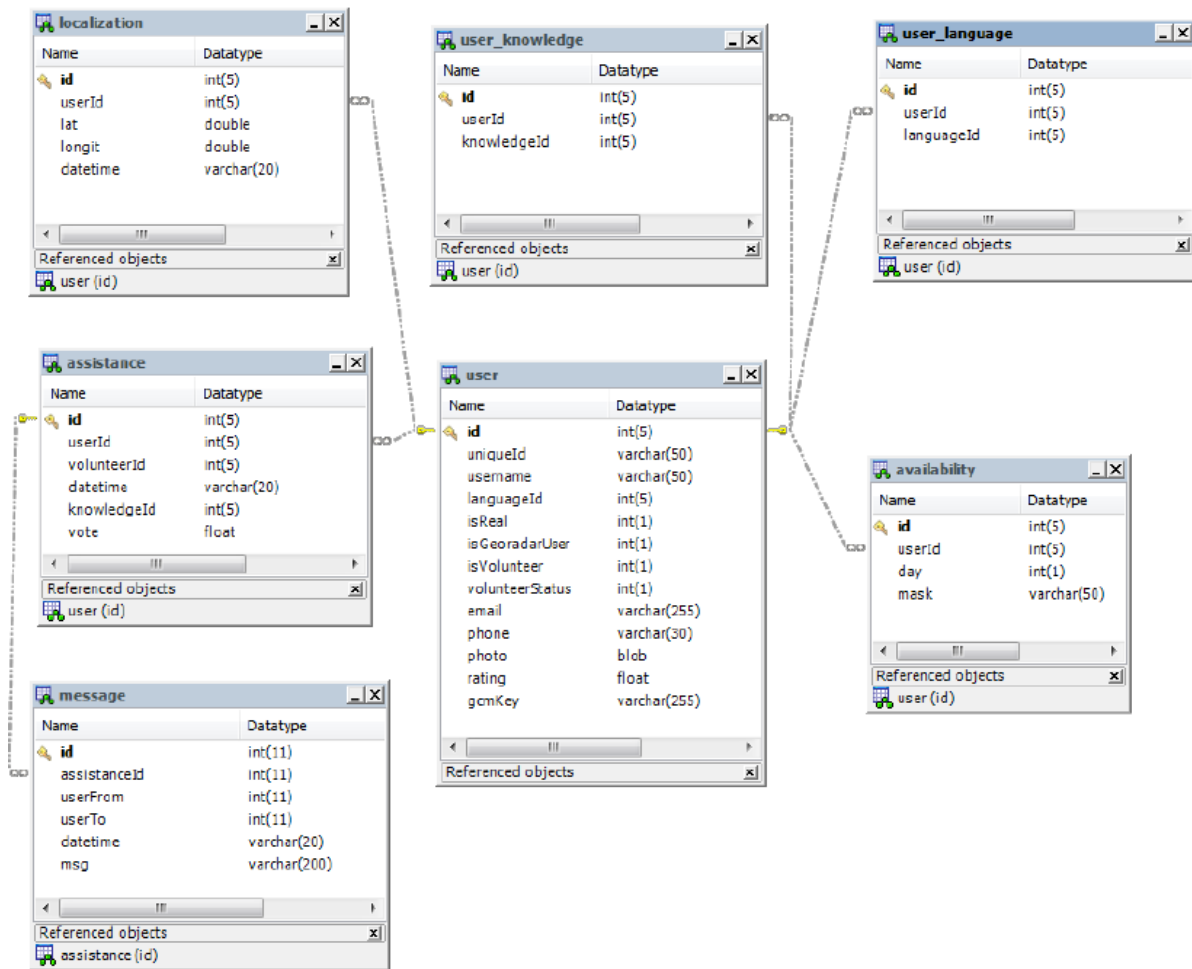 localization
Name Datatype
id int(5)
userId int(5)
lat double
longit double
datetime varchar(20)
Referenced objects
user (id)
user_knowledge
Name Datatype
id int(5)
userId int(5)
knowledgeId int(5)
Referenced objects
user (id)
user_language
Name Datatype
id int(5)
userId int(5)
languageId int(5)
Referenced objects
user (id)
assistance
Name Datatype
id int(5)
userId int(5)
volunteerId int(5)
datetime varchar(20)
knowledgeId int(5)
vote float
Referenced objects
user (id)
user
Name Datatype
id int(5)
uniqueId varchar(50)
username varchar(50)
languageId int(5)
isReal int(1)
isGeoradarUser int(1)
isVolunteer int(1)
volunteerStatus int(1)
email varchar(255)
phone varchar(30)
photo blob
rating float
gcmKey varchar(255)
Referenced objects
availability
Name Datatype
id int(5)
userId int(5)
day int(1)
mask varchar(50)
Referenced objects
user (id)
message
Name Datatype
id int(11)
assistanceId int(11)
userFrom int(11)
userTo int(11)
datetime varchar(20)
msg varchar(200)
Referenced objects
assistance (id)